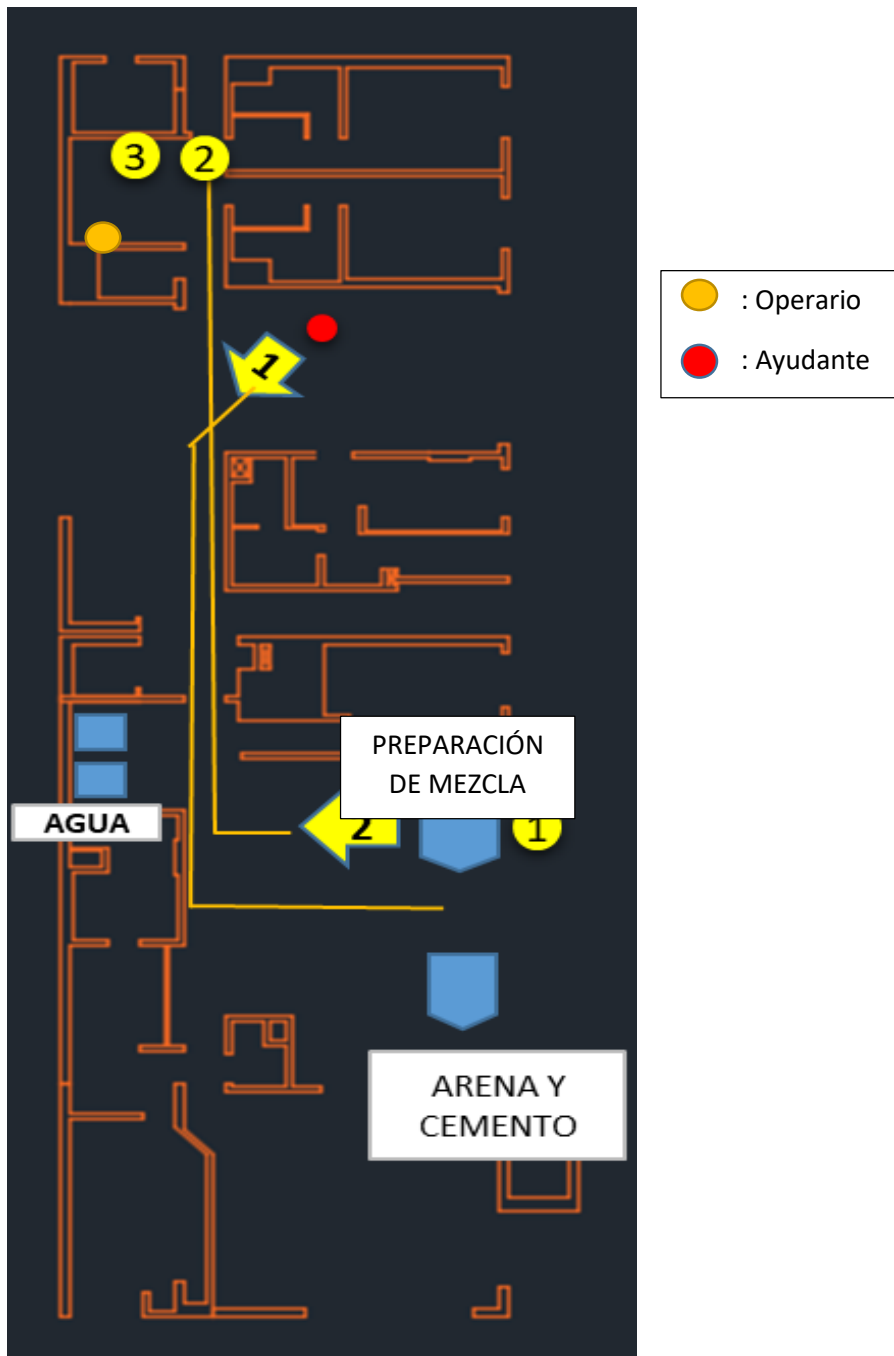 3
2
: Operario
: Ayudante
1
PREPARACIÓN
DE MEZCLA
AGUA
2
1
ARENA Y
CEMENTO